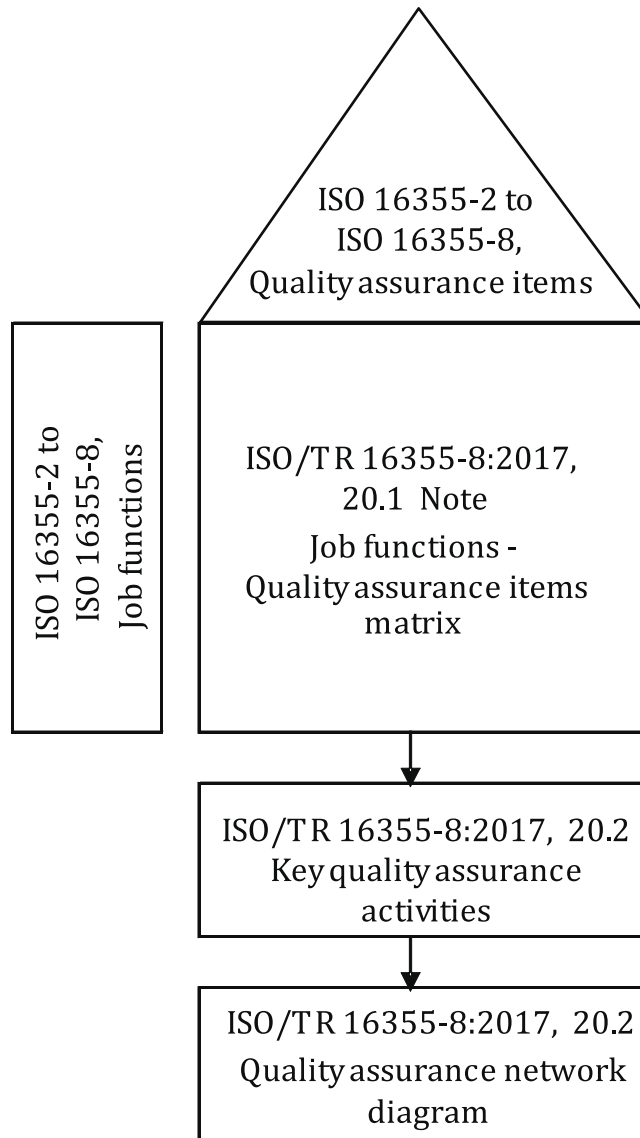 ISO 16355-2 to
ISO 16355-8,
Quality assurance items
ISO 16355-2 to
ISO 16355-8,
Job functions
ISO/TR 16355-8:2017,
20.1 Note
Job functions -
Quality assurance items
matrix
ISO/TR 16355-8:2017, 20.2
Key quality assurance
activities
ISO/TR 16355-8:2017, 20.2
Quality assurance network
diagram